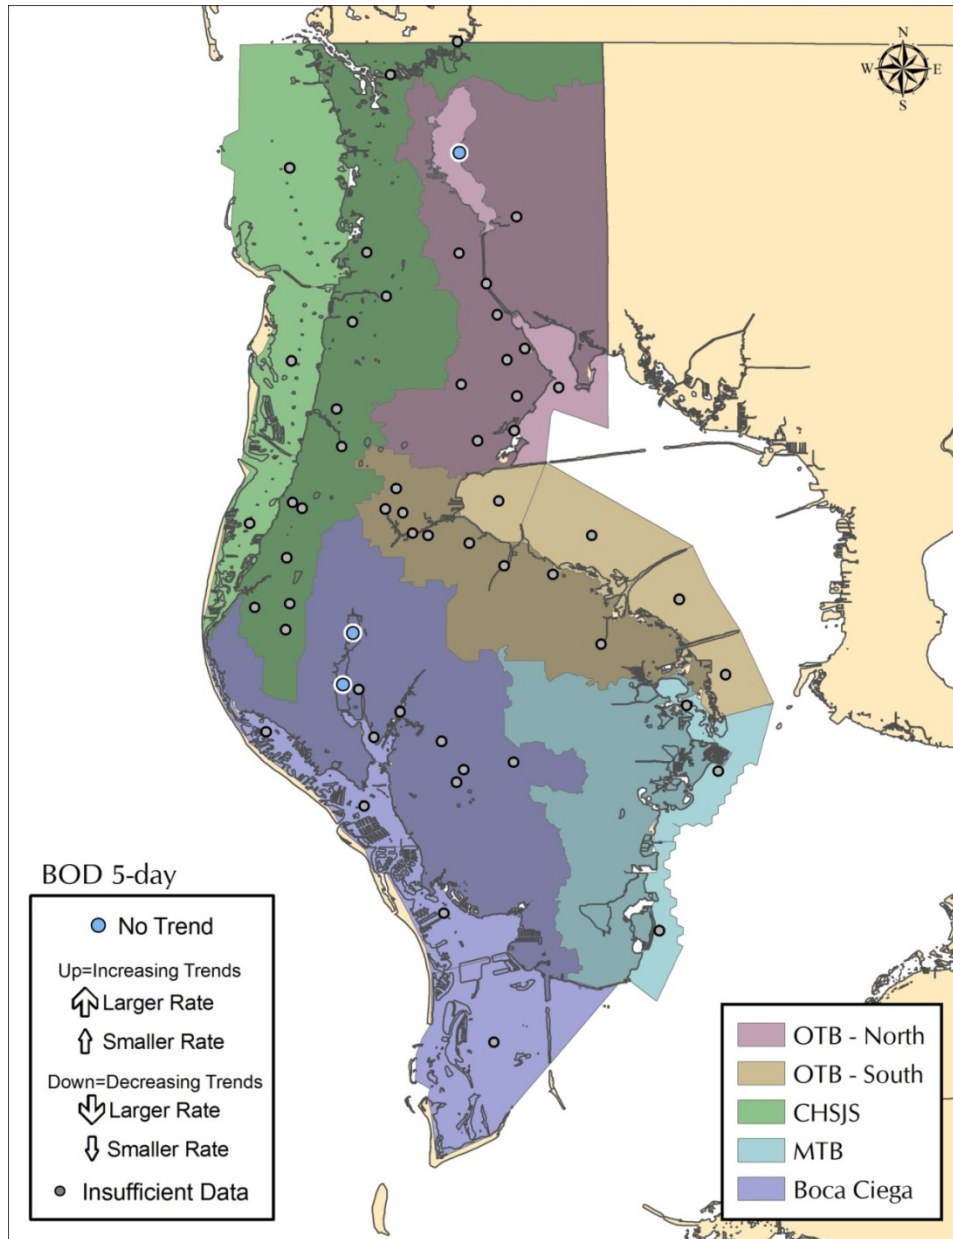 N
W E
S
BOD 5-day
No Trend
Up=Increasing Trends
Larger Rate
Smaller Rate
Down=Decreasing Trends
Larger Rate
Smaller Rate
Insufficient Data
OTB - North
OTB - South
CHSJS
MTB
Boca Ciega